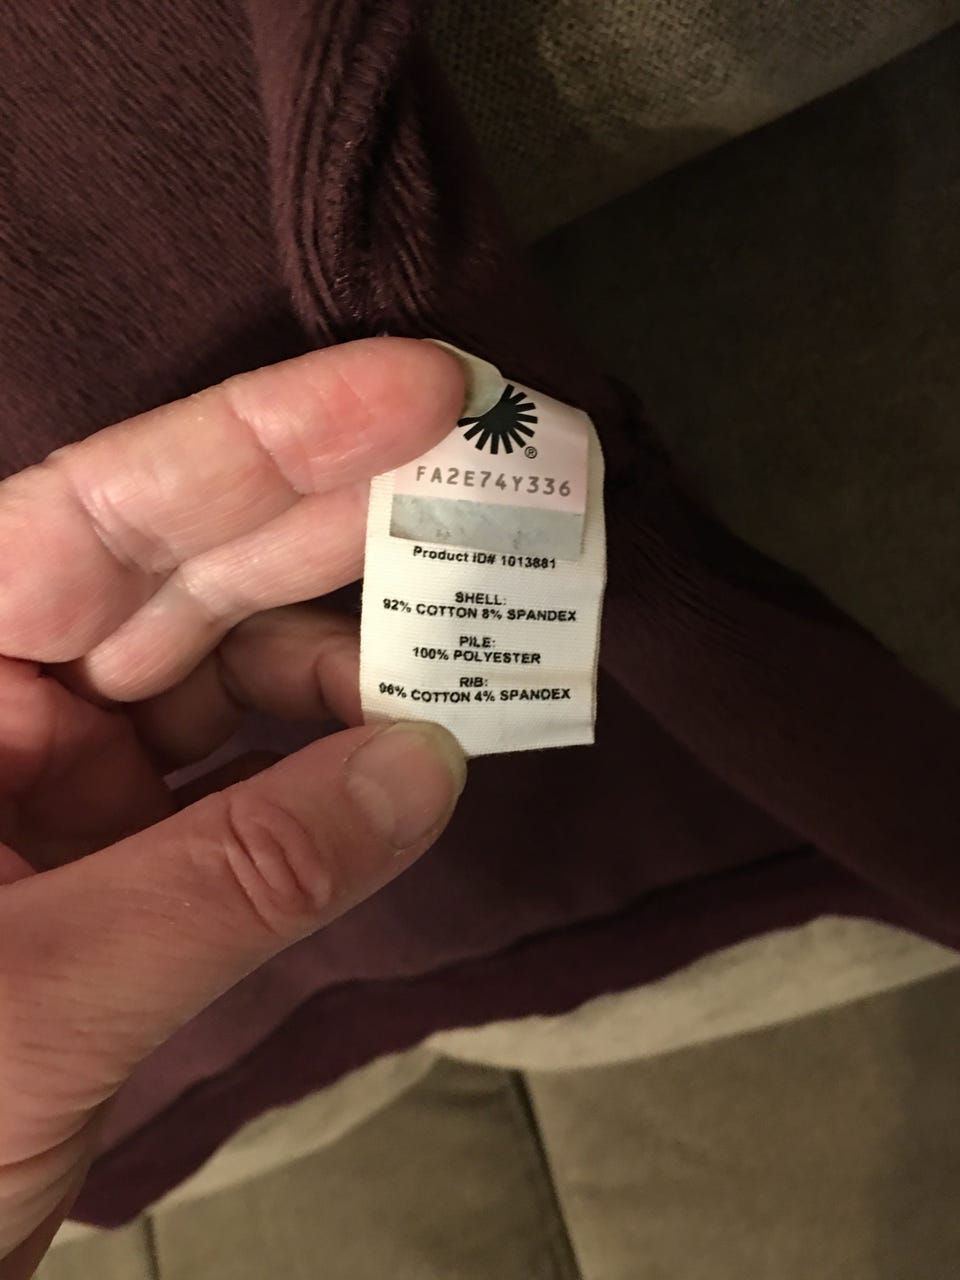 ®
FA2E74Y336
Product ID# 1013881
SHELL:
92% COTTON 8% SPANDEX
PILE:
100% POLYESTER
RIB:
96% COTTON 4% SPANDEX